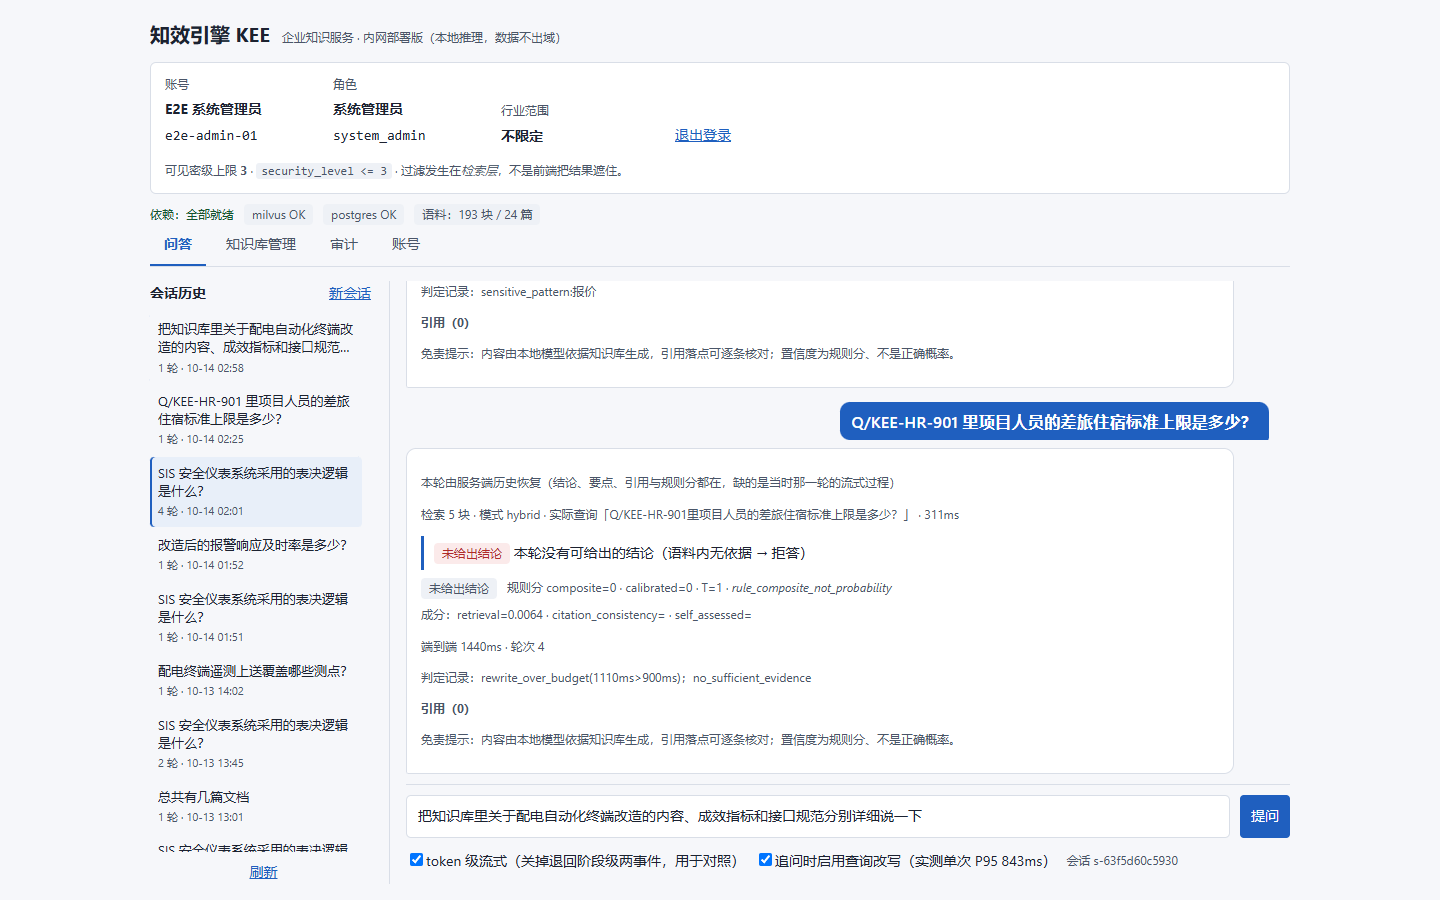 知效引擎 KEE 企业知识服务 · 内网部署版（本地推理，数据不出域）
账号
E2E 系统管理员
e2e-admin-01
角色
系统管理员
system_admin
行业范围
不限定
退出登录
可见密级上限 3 · security_level <= 3 · 过滤发生在检索层，不是前端把结果遮住。
依赖：全部就绪 milvus OK postgres OK 语料：193 块 / 24 篇
问答 知识库管理 审计 账号
会话历史 新会话
把知识库里关于配电自动化终端改
造的内容、成效指标和接口规范...
1 轮 · 10-14 02:58
Q/KEE-HR-901 里项目人员的差旅
住宿标准上限是多少？
1 轮 · 10-14 02:25
SIS 安全仪表系统采用的表决逻辑
是什么？
4 轮 · 10-14 02:01
改造后的报警响应及时率是多少？
1 轮 · 10-14 01:52
SIS 安全仪表系统采用的表决逻辑
是什么？
1 轮 · 10-14 01:51
配电终端遥测上送覆盖哪些测点？
1 轮 · 10-13 14:02
SIS 安全仪表系统采用的表决逻辑
是什么？
2 轮 · 10-13 13:45
总共有几篇文档
1 轮 · 10-13 13:01
SIS 安全仪表系统采用的表决逻辑
刷新
判定记录：sensitive_pattern:报价
引用（0）
免责提示：内容由本地模型依据知识库生成，引用落点可逐条核对；置信度为规则分、不是正确概率。
Q/KEE-HR-901 里项目人员的差旅住宿标准上限是多少？
本轮由服务端历史恢复（结论、要点、引用与规则分都在，缺的是当时那一轮的流式过程）
检索 5 块 · 模式 hybrid · 实际查询「Q/KEE-HR-901里项目人员的差旅住宿标准上限是多少？」 · 311ms
未给出结论 本轮没有可给出的结论（语料内无依据 → 拒答）
未给出结论 规则分 composite=0 · calibrated=0 · T=1 · rule_composite_not_probability
成分：retrieval=0.0064 · citation_consistency= · self_assessed=
端到端 1440ms · 轮次 4
判定记录：rewrite_over_budget(1110ms>900ms)；no_sufficient_evidence
引用（0）
免责提示：内容由本地模型依据知识库生成，引用落点可逐条核对；置信度为规则分、不是正确概率。
把知识库里关于配电自动化终端改造的内容、成效指标和接口规范分别详细说一下
提问
token 级流式（关掉退回阶段级两事件，用于对照） 追问时启用查询改写（实测单次 P95 843ms） 会话 s-63f5d60c5930